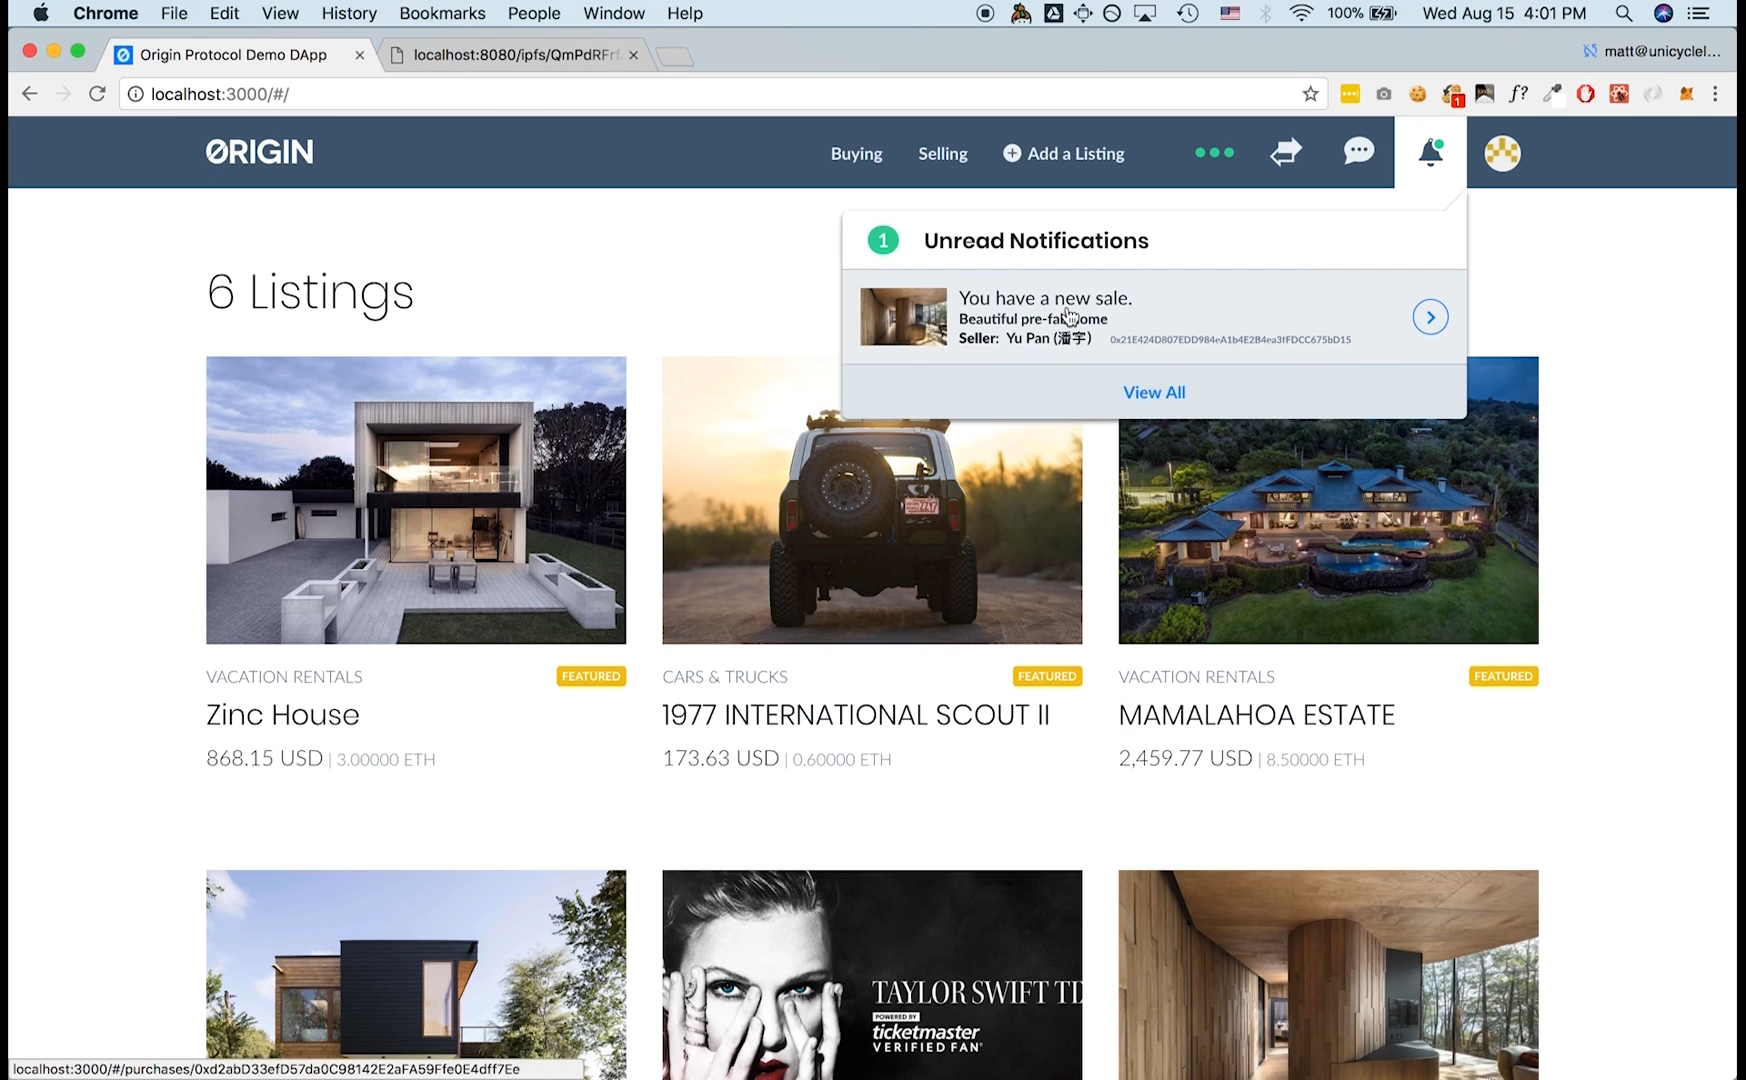 Chrome File Edit View History Bookmarks People Window Help 100% Wed Aug 15 4:01 PM
Origin Protocol Demo DApp localhost:8080/ipfs/QmPdRFr matt@unicyclel...
localhost:3000/#/ 1 f?
ORIGIN Buying Selling Add a Listing
1 Unread Notifications
You have a new sale.
Beautiful pre-fab home
Seller: Yu Pan (潘宇) 0x21E424D807EDD984eA1b4E2B4ea3fFDCC675bD15
View All
6 Listings
VACATION RENTALS FEATURED
Zinc House
868.15 USD | 3.00000 ETH
CARS & TRUCKS FEATURED
1977 INTERNATIONAL SCOUT II
173.63 USD | 0.60000 ETH
VACATION RENTALS FEATURED
MAMALAHOA ESTATE
2,459.77 USD | 8.50000 ETH
TAYLOR SWIFT
POWERED BY
ticketmaster
VERIFIED FAN
localhost:3000/#/purchases/0xd2abD33efD57da0C98142E2aFA59Ffe0E4dff7Ee